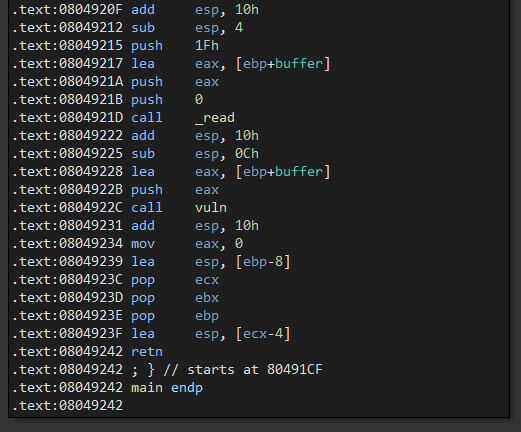 .text:0804920F add     esp, 10h
.text:08049212 sub     esp, 4
.text:08049215 push    1Fh
.text:08049217 lea     eax, [ebp+buffer]
.text:0804921A push    eax
.text:0804921B push    0
.text:0804921D call    _read
.text:08049222 add     esp, 10h
.text:08049225 sub     esp, 0Ch
.text:08049228 lea     eax, [ebp+buffer]
.text:0804922B push    eax
.text:0804922C call    vuln
.text:08049231 add     esp, 10h
.text:08049234 mov     eax, 0
.text:08049239 lea     esp, [ebp-8]
.text:0804923C pop     ecx
.text:0804923D pop     ebx
.text:0804923E pop     ebp
.text:0804923F lea     esp, [ecx-4]
.text:08049242 retn
.text:08049242 ; } // starts at 80491CF
.text:08049242 main endp
.text:08049242